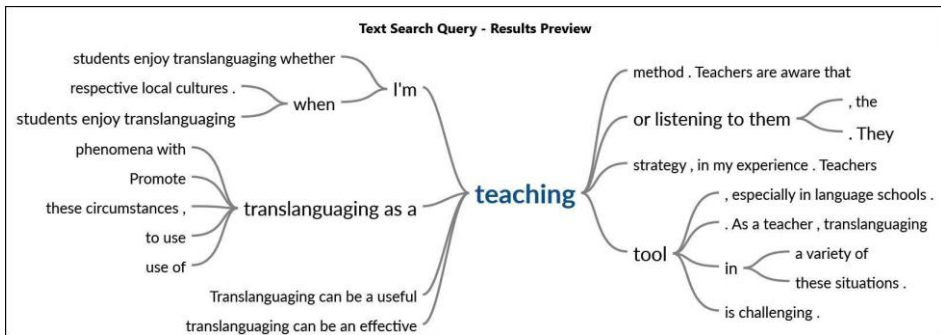 Text Search Query - Results Preview
students enjoy translanguaging whether
respective local cultures .
students enjoy translanguaging
when
I'm
phenomena with
Promote
these circumstances ,
to use
use of
translanguaging as a
Translanguaging can be a useful
translanguaging can be an effective
teaching
method . Teachers are aware that
or listening to them
, the
. They
strategy , in my experience . Teachers
tool
, especially in language schools .
. As a teacher , translanguaging
in
a variety of
these situations .
is challenging .